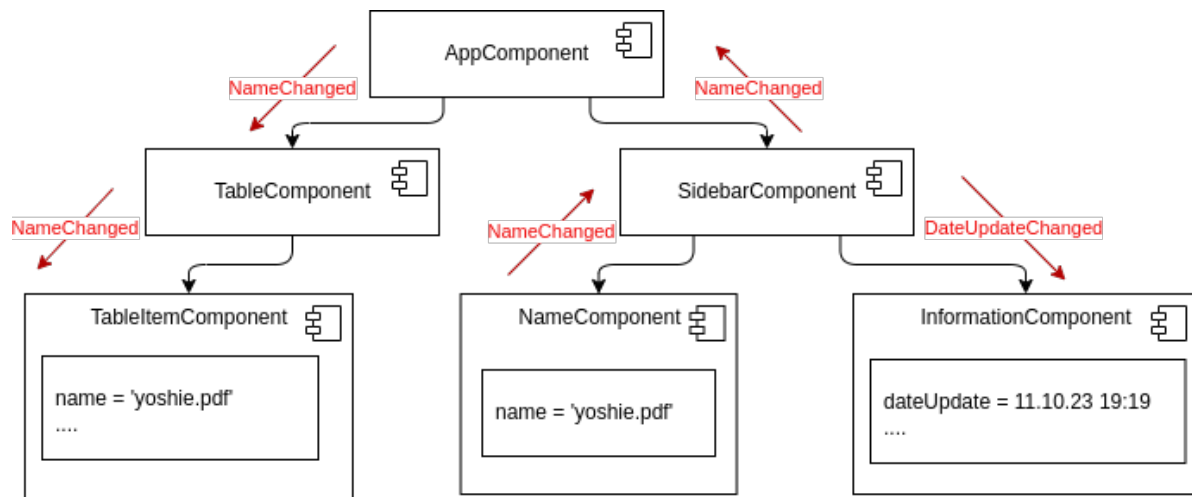 AppComponent
NameChanged
NameChanged
TableComponent
SidebarComponent
NameChanged
NameChanged
DateUpdateChanged
TableItemComponent
name = 'yoshie.pdf'
....
NameComponent
name = 'yoshie.pdf'
InformationComponent
dateUpdate = 11.10.23 19:19
....